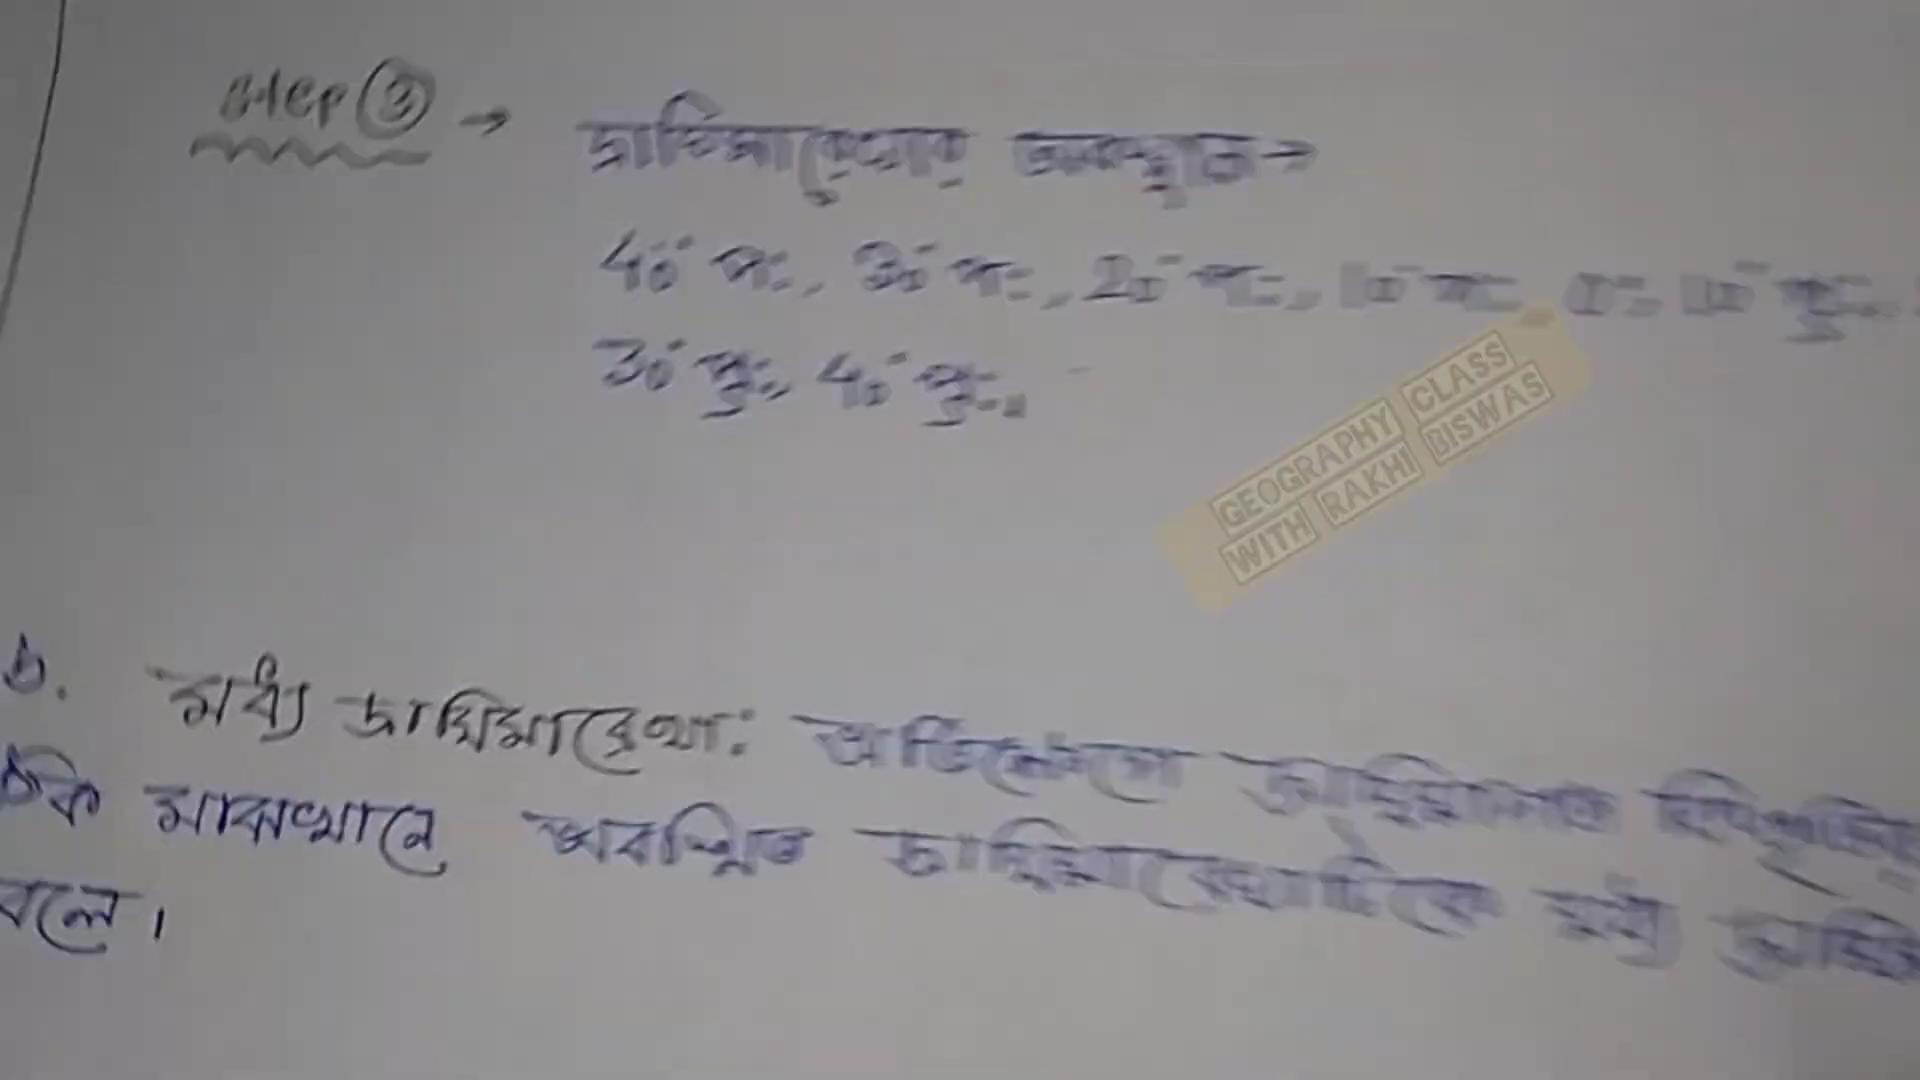 Step ③ →
দ্রাঘিমারেখার অবস্থান →
40° পঃ, 30° পঃ, 20° পঃ, 10° পঃ, 0°, 10° পূঃ,
30° পূঃ, 40° পূঃ।
GEOGRAPHY CLASS
WITH RAKHI BISWAS
b. মধ্য দ্রাঘিমারেখা: অভিক্ষেপে
ঠিক মাঝখানে অবস্থিত দ্রাঘিমারেখাটিকে মধ্য
বলে।